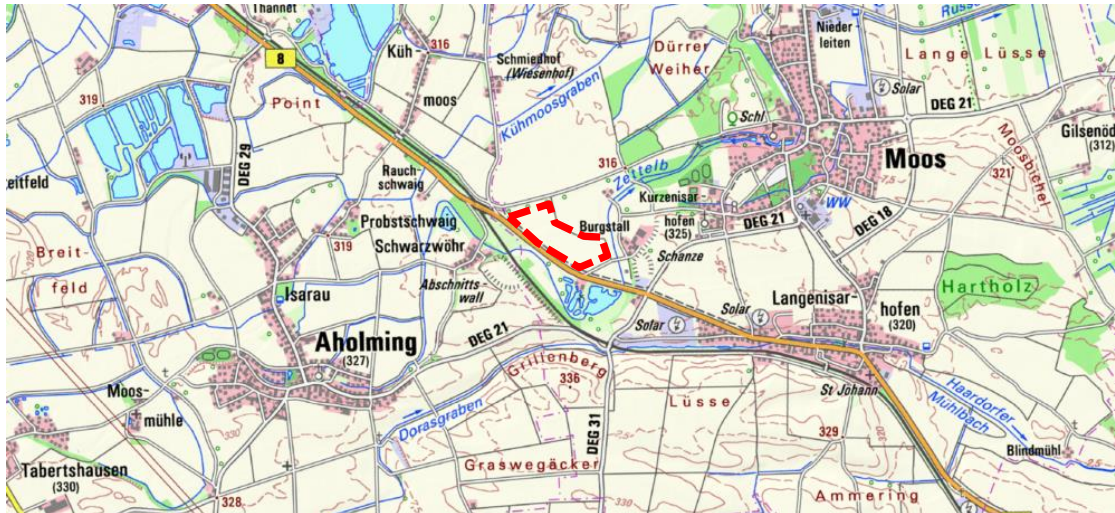 Thannet
8
319
Point
Küh-
moos
316
Schmiedhof
(Wiesenhof)
Kühmoosgraben
Dürrer
Weiher
Nieder-
leiten
Lange Lüsse
Solar
DEG 21
Gilsenöd
(312)
Moosbichel
321
Schl
Moos
DEG 29
Rauch-
schwaig
316
Zettelb
Kurzenisar-
hofen
(325)
DEG 21
WW
DEG 18
Probstschwaig
319
Schwarzwöhr
Burgstall
Schanze
Breit-
feld
Isarau
Abschnitts-
wall
Aholming
(327)
DEG 21
Solar
Solar
Langenisar-
hofen
(320)
Hartholz
Grillenberg
336
Lüsse
St Johann
Haardorfer
Mühlbach
Blindmühl
Moos-
mühle
Dorasgraben
DEG 31
Graswegäcker
329
320
Tabertshausen
(330)
328
330
330
Ammering